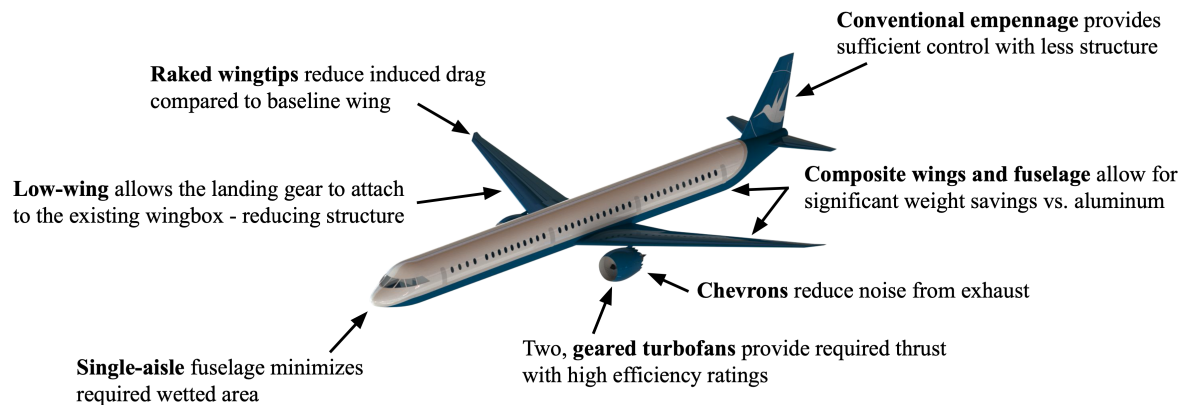 Conventional empennage provides
sufficient control with less structure
Raked wingtips reduce induced drag
compared to baseline wing
Low-wing allows the landing gear to attach
to the existing wingbox - reducing structure
Composite wings and fuselage allow for
significant weight savings vs. aluminum
Chevrons reduce noise from exhaust
Two, geared turbofans provide required thrust
with high efficiency ratings
Single-aisle fuselage minimizes
required wetted area